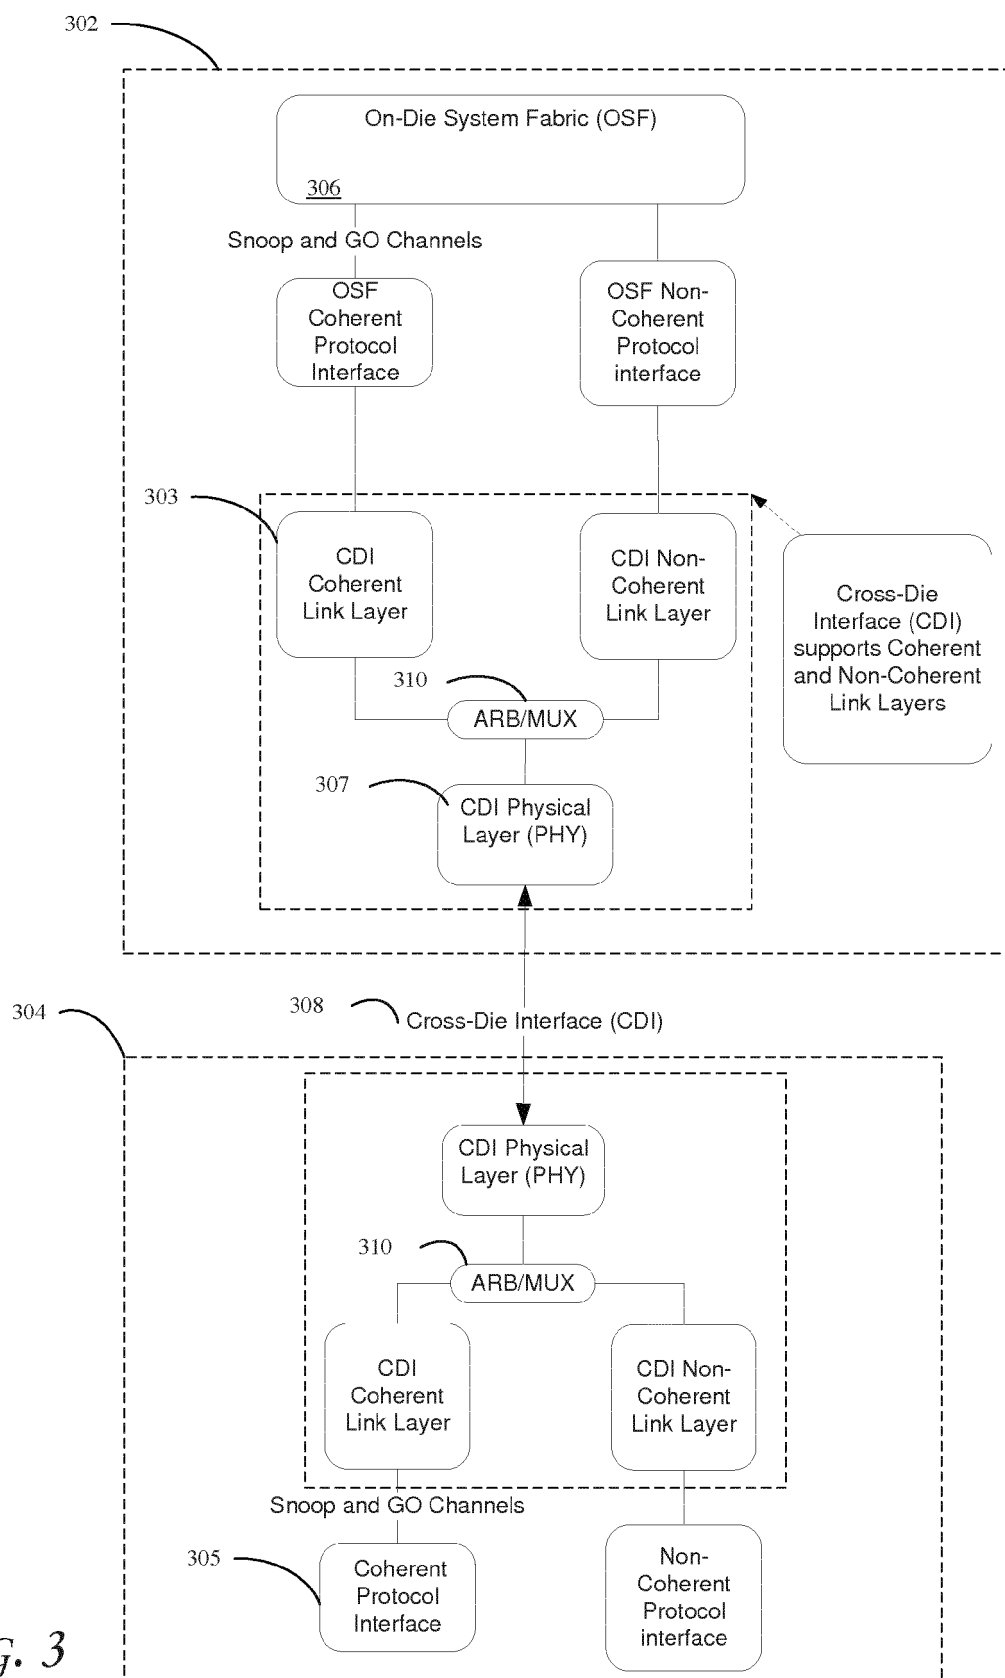 302
On-Die System Fabric (OSF)
306
Snoop and GO Channels
OSF
Coherent
Protocol
Interface
OSF Non-
Coherent
Protocol
interface
303
CDI
Coherent
Link Layer
CDI Non-
Coherent
Link Layer
Cross-Die
Interface (CDI)
supports Coherent
and Non-Coherent
Link Layers
310
ARB/MUX
307
CDI Physical
Layer (PHY)
308
Cross-Die Interface (CDI)
304
CDI Physical
Layer (PHY)
310
ARB/MUX
CDI
Coherent
Link Layer
CDI Non-
Coherent
Link Layer
Snoop and GO Channels
305
Coherent
Protocol
Interface
Non-
Coherent
Protocol
interface
G. 3